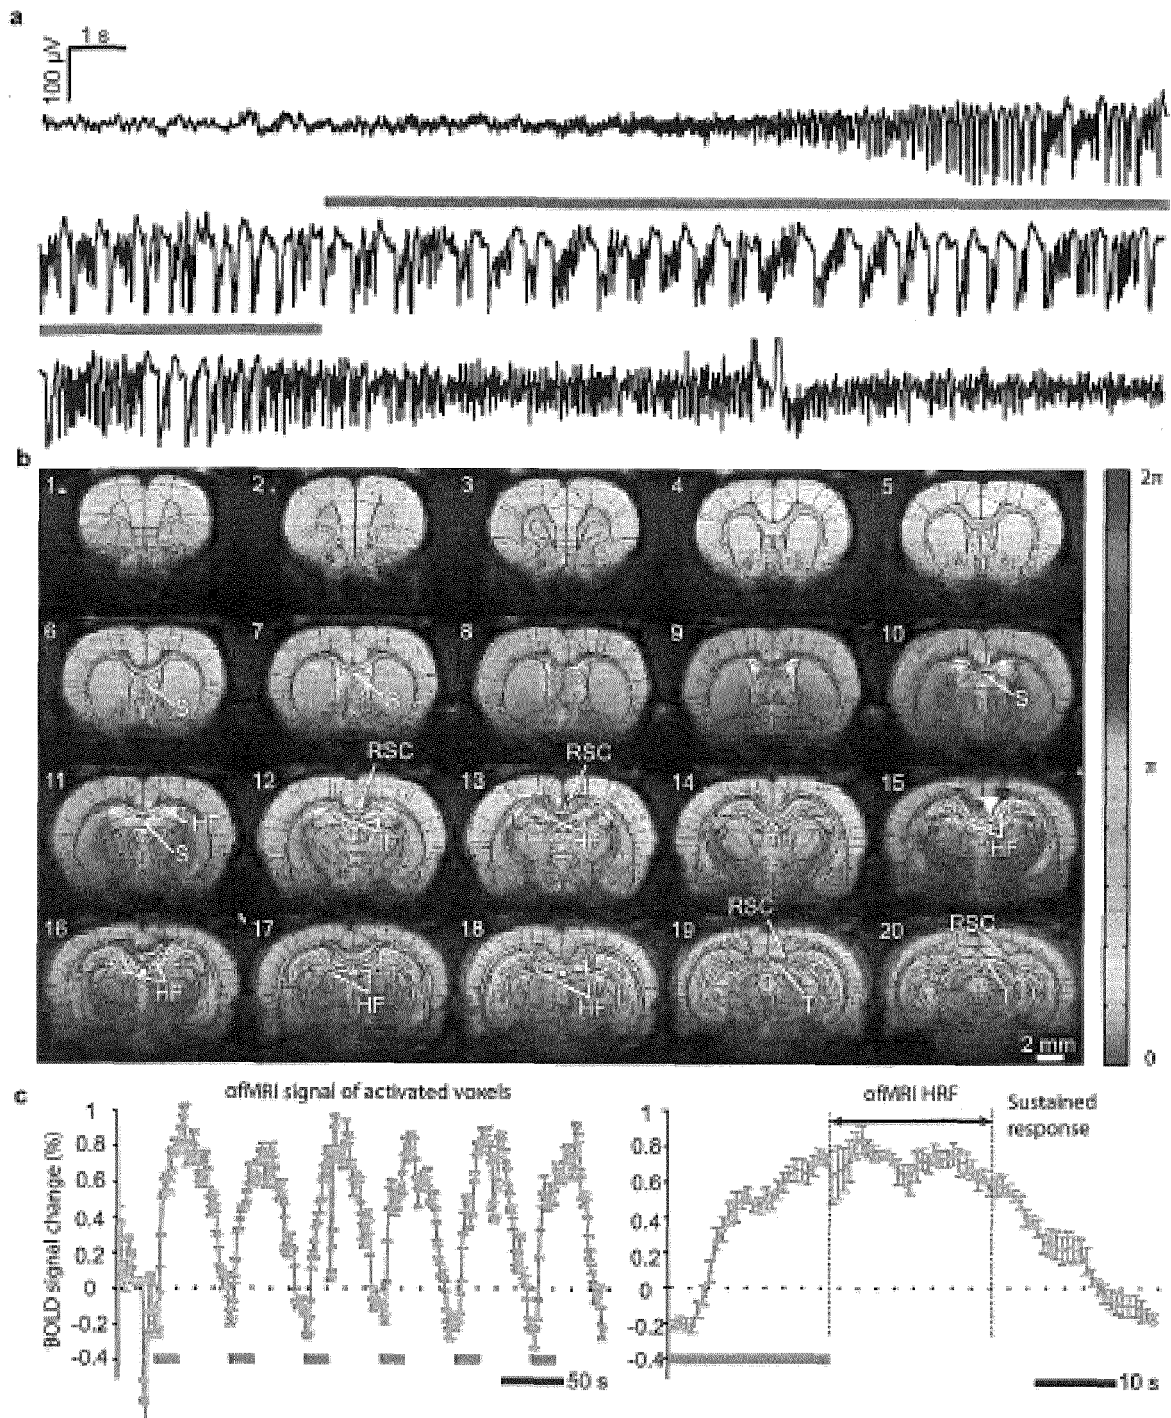 a
1 s
100 µV
b
1
2
3
4
5
2π
6
7
8
9
10
S
S
S
RSC
RSC
π
11
12
13
14
15
HF
S
HF
HF
HF
RSC
RSC
16
17
18
19
20
HF
HF
HF
T
T
2 mm
0
c
ofMRI signal of activated voxels
ofMRI HRF
Sustained
response
BOLD signal change (%)
1
0.8
0.6
0.4
0.2
0
-0.2
-0.4
1
0.8
0.6
0.4
0.2
0
-0.2
-0.4
50 s
10 s